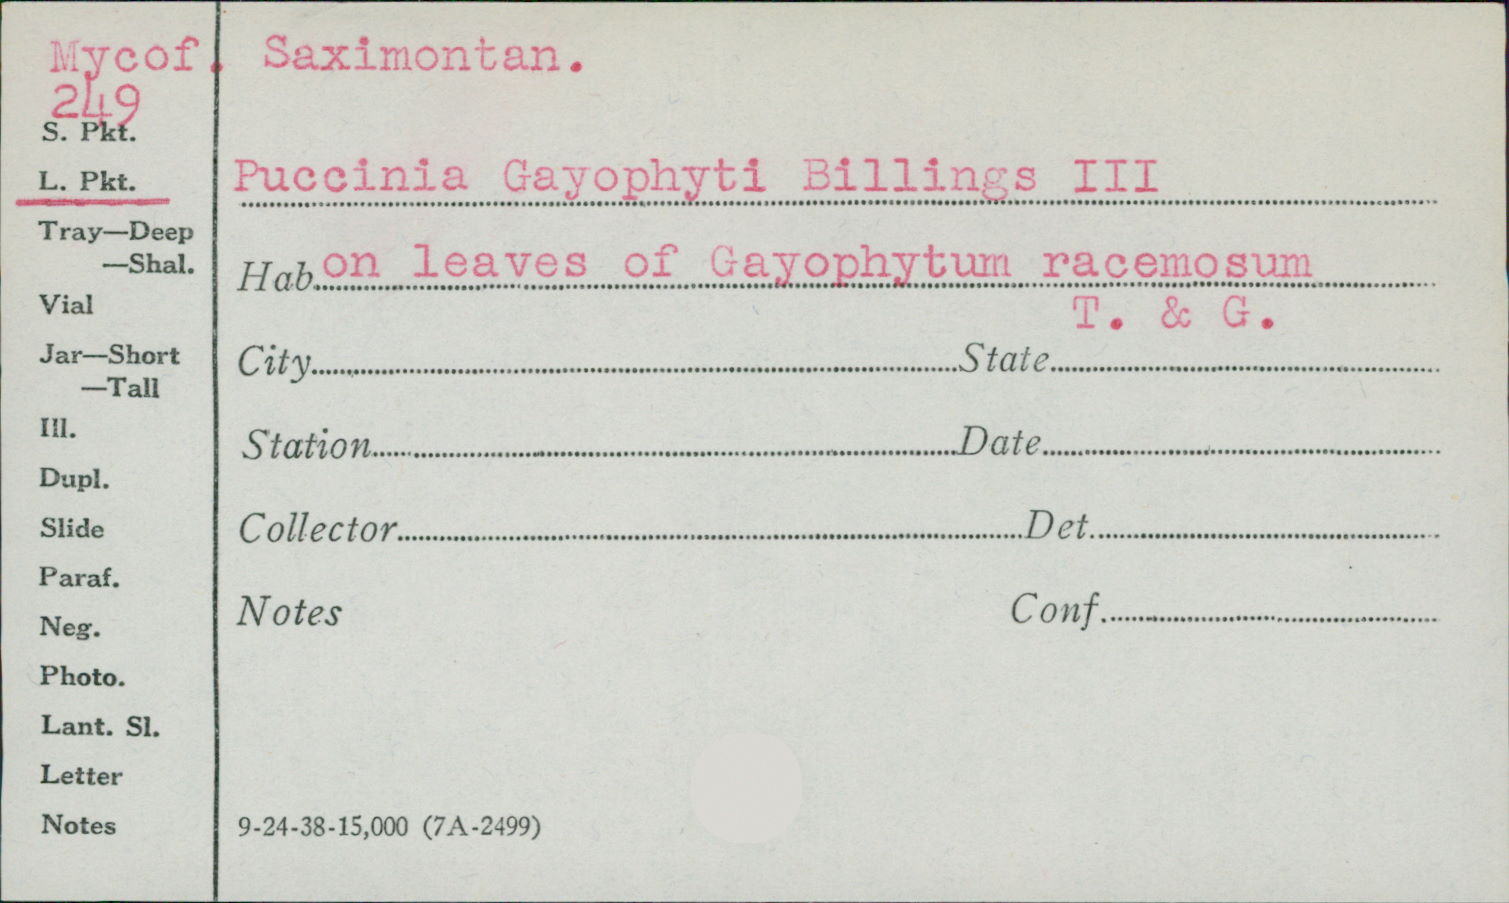 Mycof. Saximontan.
249
S. Pkt.
L. Pkt.
Puccinia Gayophyti Billings III
Tray—Deep
—Shal.
Hab. on leaves of Gayophytum racemosum
T. & G.
Vial
Jar—Short
—Tall
City State
Ill.
Station Date
Dupl.
Slide
Collector Det.
Paraf.
Neg.
Notes Conf.
Photo.
Lant. Sl.
Letter
Notes
9-24-38-15,000 (7A-2499)